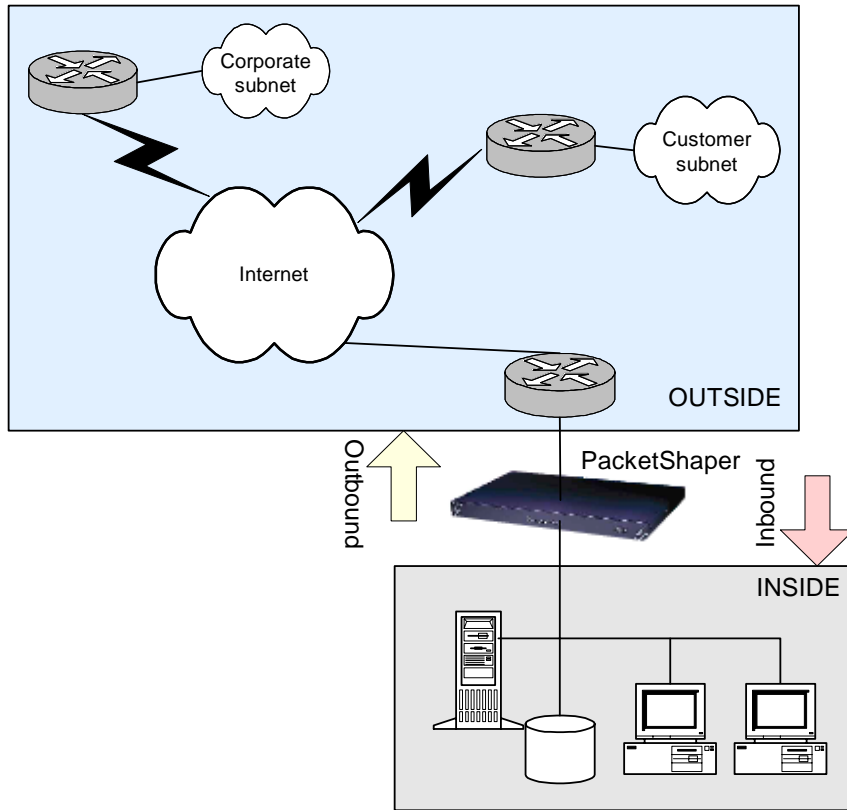 Corporate
subnet
Customer
subnet
Internet
OUTSIDE
Outbound
PacketShaper
Inbound
INSIDE